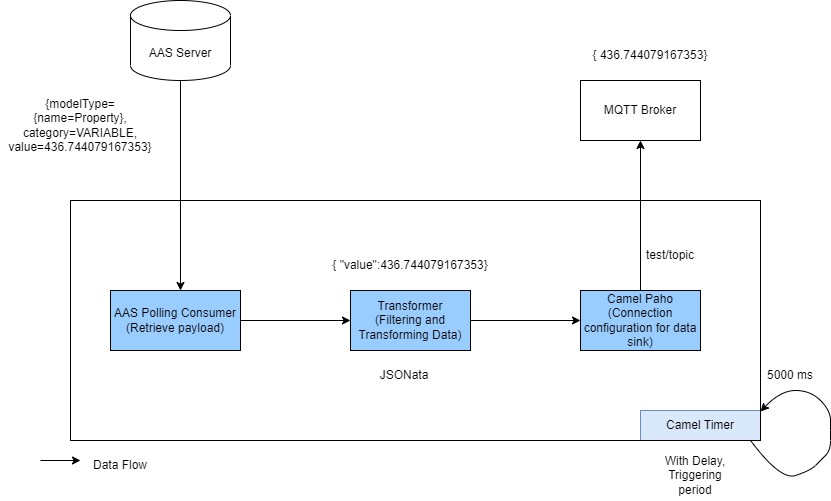 AAS Server
{ 436.744079167353}
MQTT Broker
{modelType=
{name=Property},
category=VARIABLE,
value=436.744079167353}
test/topic
{ "value":436.744079167353}
AAS Polling Consumer
(Retrieve payload)
Transformer
(Filtering and
Transforming Data)
Camel Paho
(Connection
configuration for data
sink)
JSONata
5000 ms
Camel Timer
Data Flow
With Delay,
Triggering
period